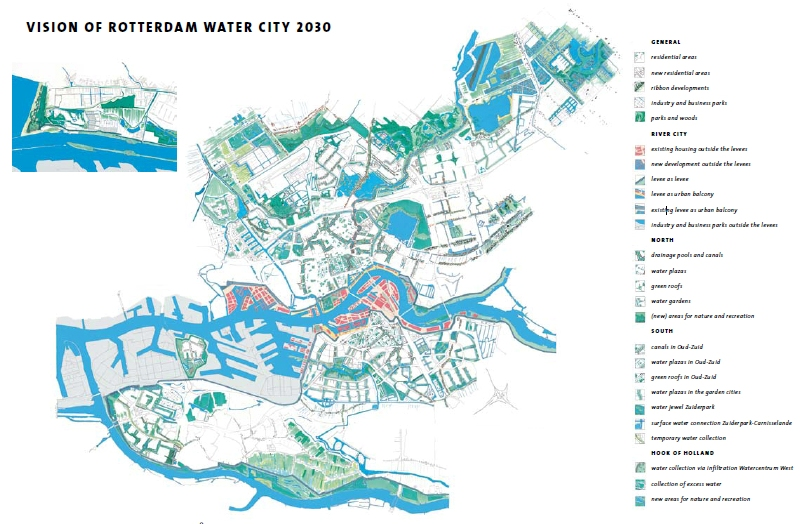 VISION OF ROTTERDAM WATER CITY 2030
GENERAL
residential areas
new residential areas
ribbon developments
industry and business parks
parks and woods
RIVER CITY
existing housing outside the levees
new development outside the levees
levee as levee
levee as urban balcony
existing levee as urban balcony
industry and business parks outside the levees
NORTH
drainage pools and canals
water plazas
green roofs
water gardens
(new) areas for nature and recreation
SOUTH
canals in Oud-Zuid
water plazas in Oud-Zuid
green roofs in Oud-Zuid
water plazas in the garden cities
water jewel Zuiderpark
surface water connection Zuiderpark-Carnisselande
temporary water collection
HOOK OF HOLLAND
water collection via infiltration Watercentrum West
collection of excess water
new areas for nature and recreation